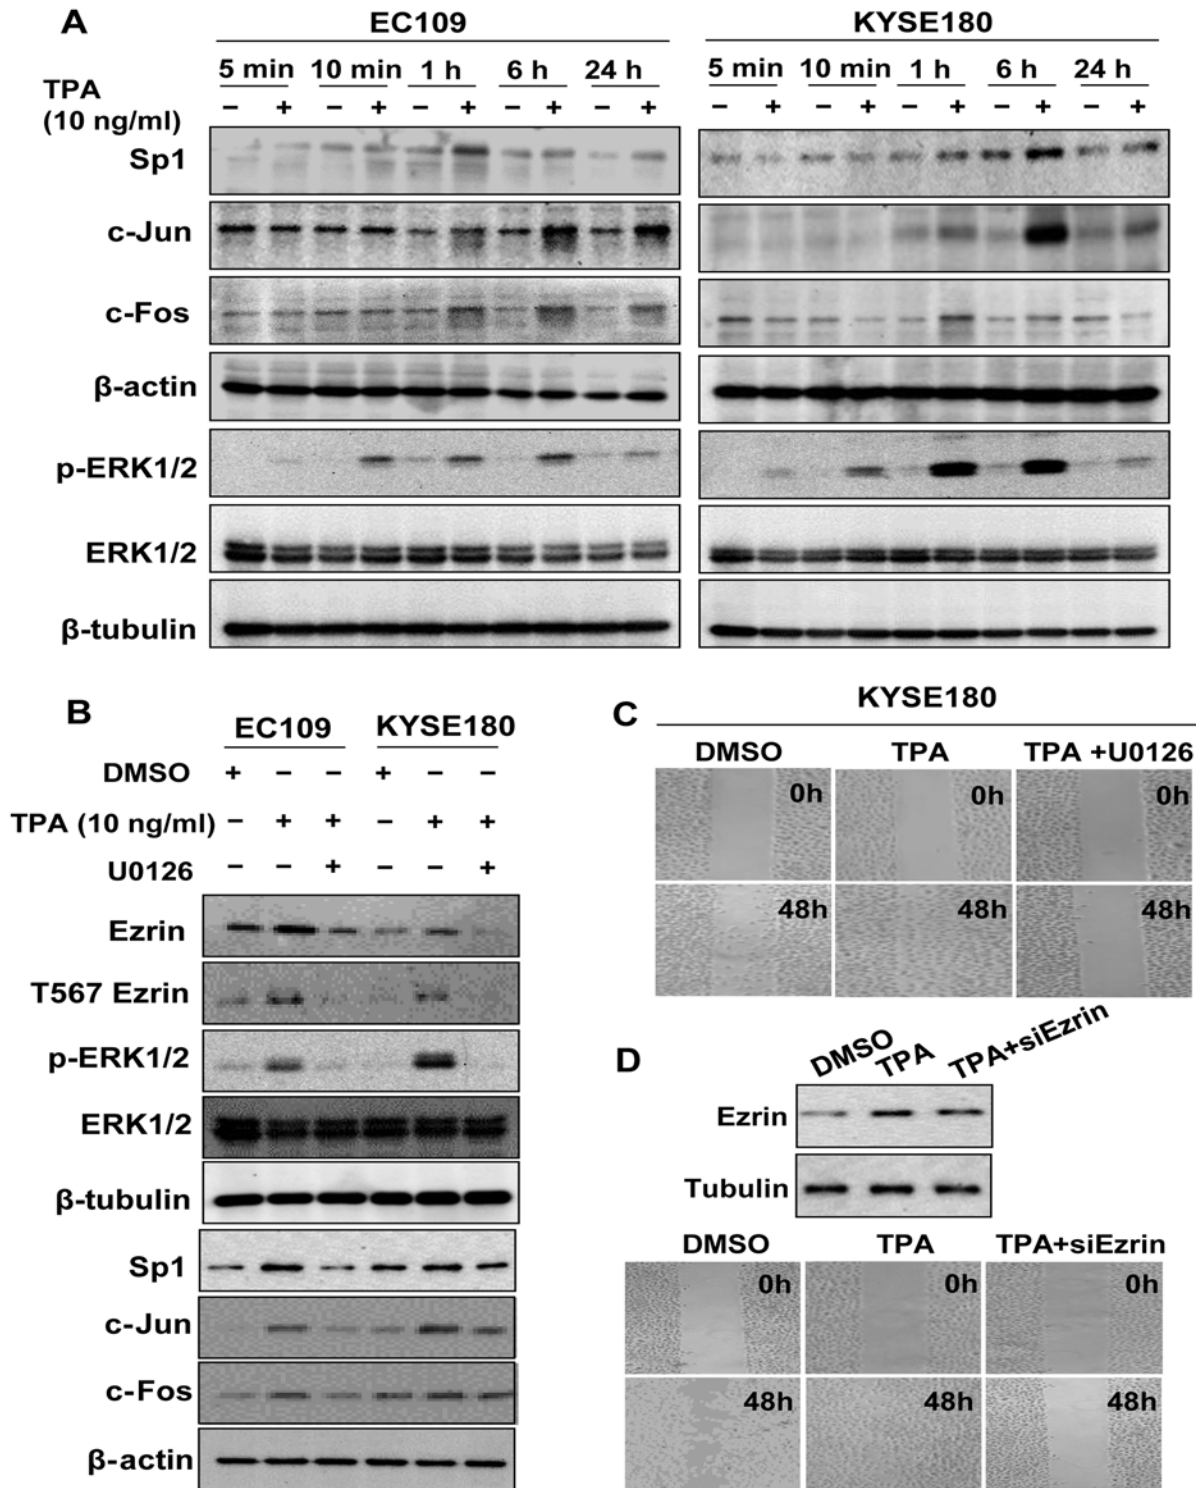 A
EC109 KYSE180
5 min 10 min 1 h 6 h 24 h 5 min 10 min 1 h 6 h 24 h
TPA
(10 ng/ml) − + − + − + − + − + − + − + − + − + − +
Sp1
c-Jun
c-Fos
β-actin
p-ERK1/2
ERK1/2
β-tubulin
B
EC109 KYSE180
DMSO + − − + − −
TPA (10 ng/ml) − + + − + +
U0126 − − + − − +
Ezrin
T567 Ezrin
p-ERK1/2
ERK1/2
β-tubulin
Sp1
c-Jun
c-Fos
β-actin
C
KYSE180
DMSO TPA TPA +U0126
0h 0h 0h
48h 48h 48h
D
DMSO TPA TPA+siEzrin
Ezrin
Tubulin
DMSO TPA TPA+siEzrin
0h 0h 0h
48h 48h 48h